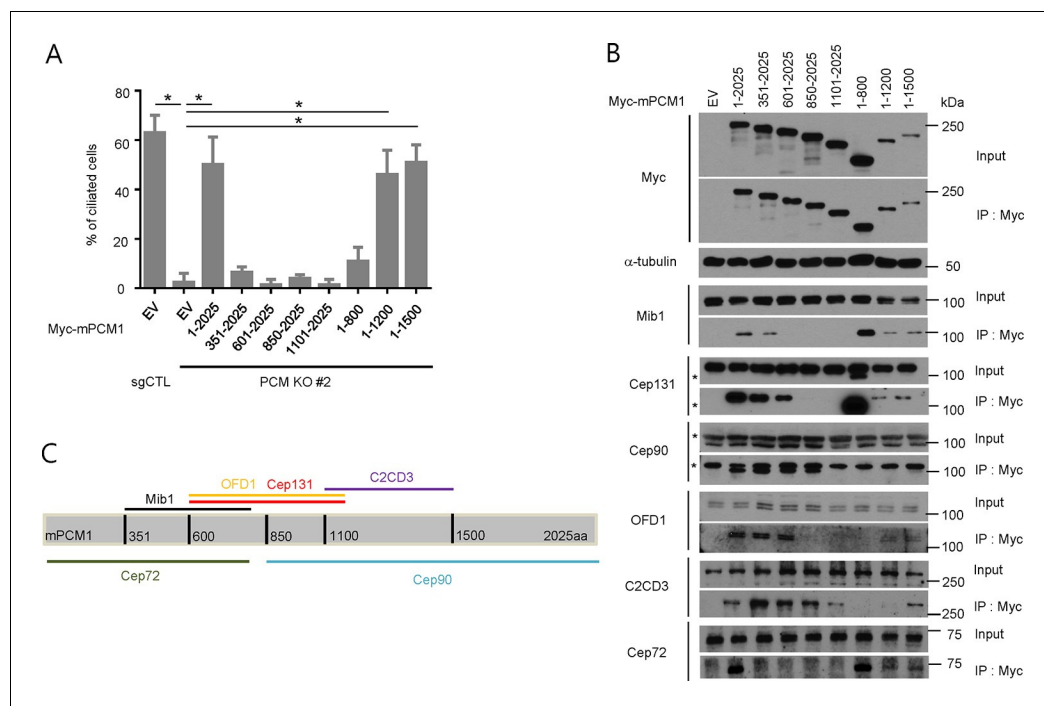 A
80
60
40
20
0
% of ciliated cells
*
*
*
*
Myc-mPCM1
EV
EV
1-2025
351-2025
601-2025
850-2025
1101-2025
1-800
1-1200
1-1500
sgCTL
PCM KO #2
B
Myc-mPCM1
EV
1-2025
351-2025
601-2025
850-2025
1101-2025
1-800
1-1200
1-1500
kDa
Myc
250
Input
250
IP : Myc
α-tubulin
50
Mib1
100
Input
100
IP : Myc
Cep131
*
100
Input
*
100
IP : Myc
Cep90
*
100
Input
*
100
IP : Myc
OFD1
100
Input
100
IP : Myc
C2CD3
250
Input
250
IP : Myc
Cep72
75
Input
75
IP : Myc
C
Mib1
OFD1
Cep131
C2CD3
mPCM1 351 600 850 1100 1500 2025aa
Cep72
Cep90